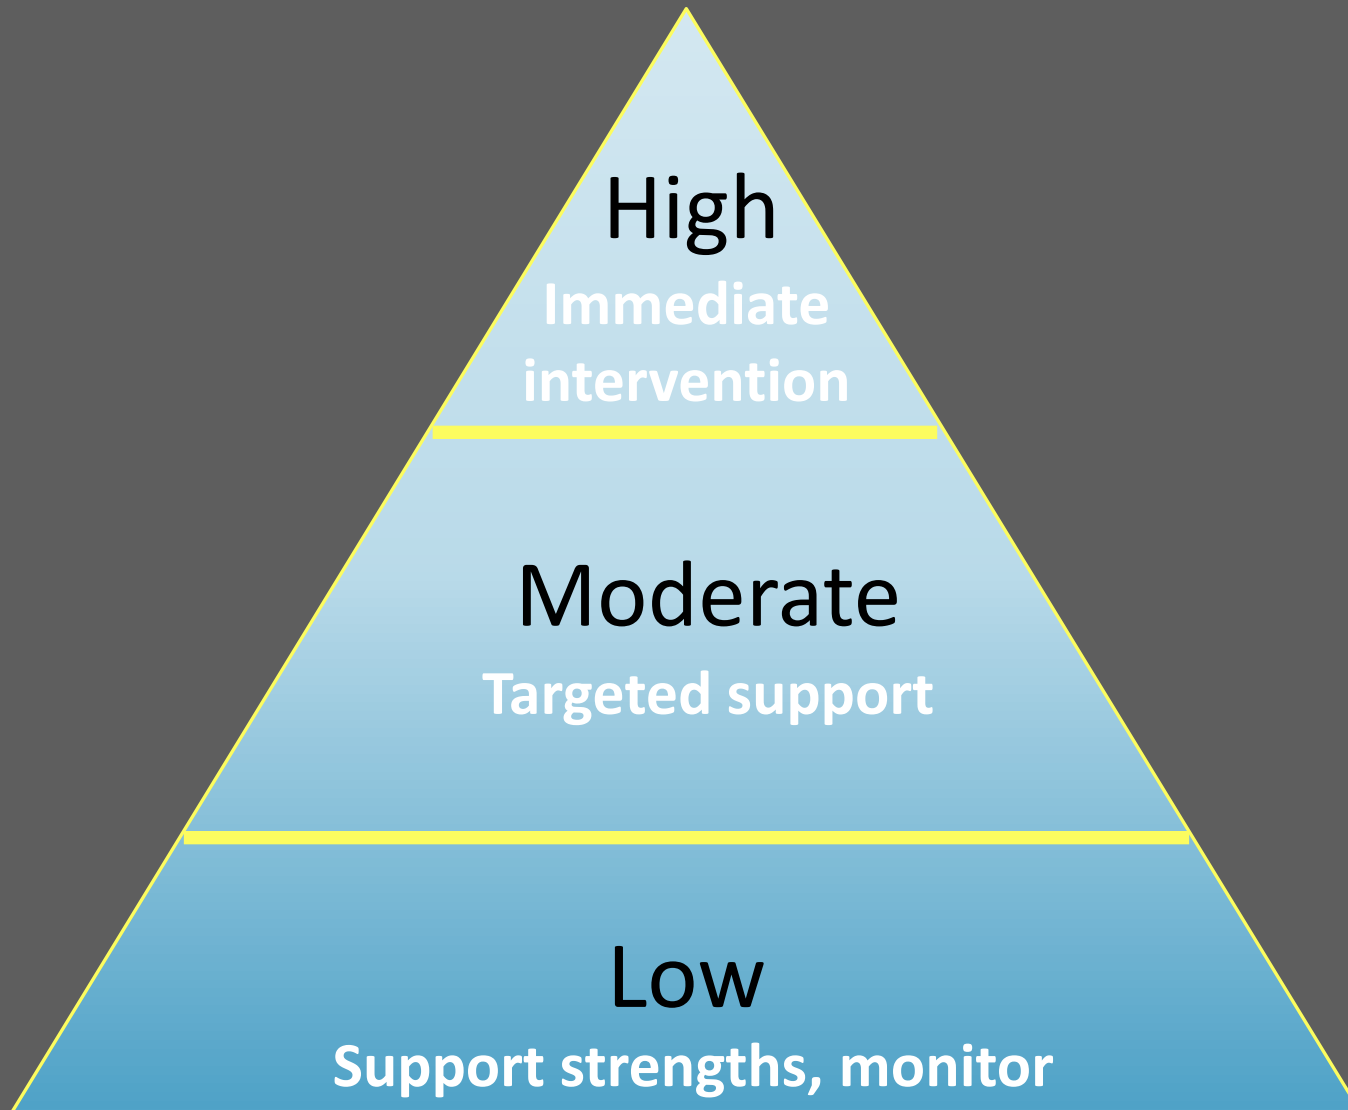 High
Immediate
intervention
Moderate
Targeted support
Low
Support strengths, monitor